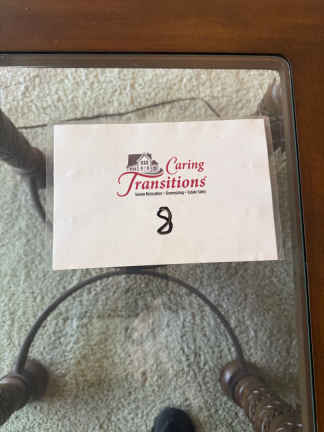 Caring
Transitions
Senior Relocation • Downsizing • Estate Sales
8